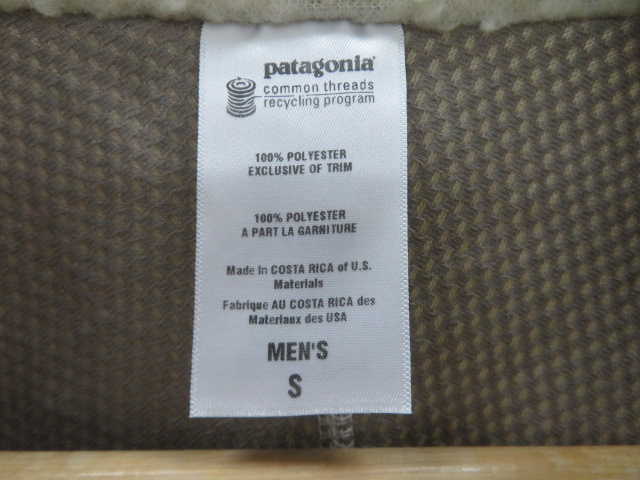 patagonia®
common threads
recycling program
100% POLYESTER
EXCLUSIVE OF TRIM
100% POLYESTER
A PART LA GARNITURE
Made in COSTA RICA of U.S.
Materials
Fabrique AU COSTA RICA des
Materiaux des USA
MEN'S
S